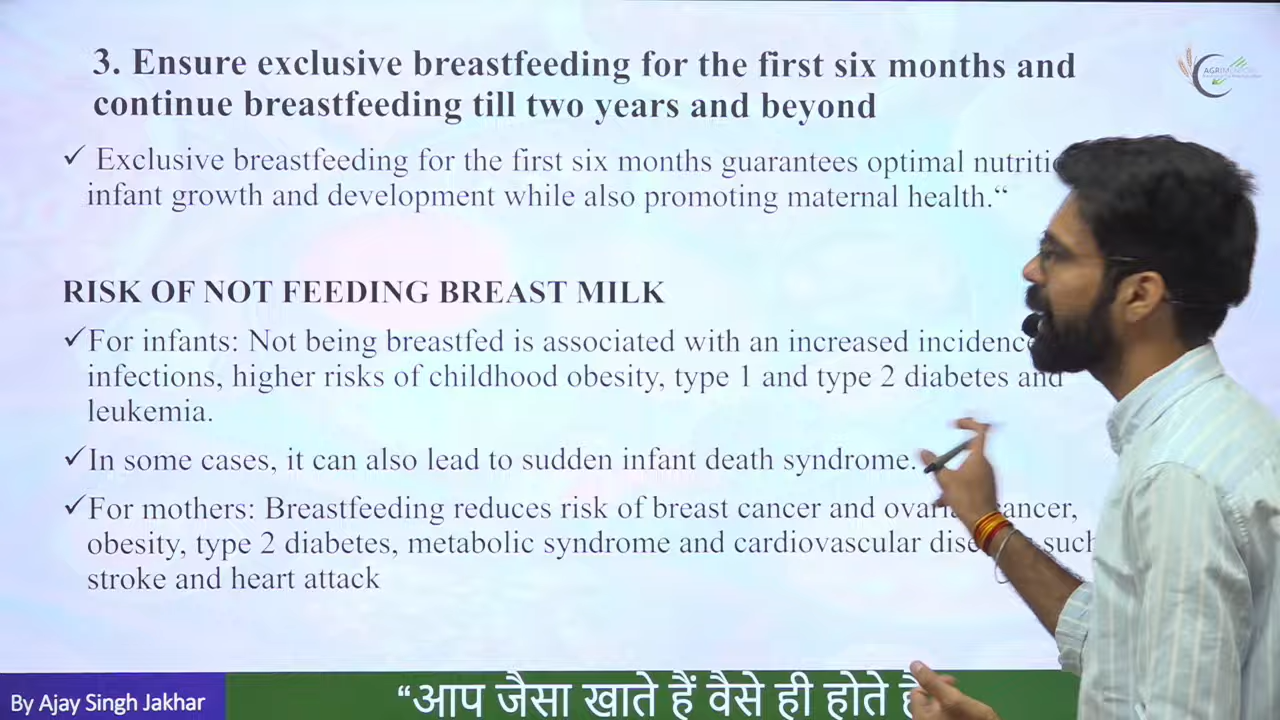 3. Ensure exclusive breastfeeding for the first six months and
continue breastfeeding till two years and beyond
AGRIM
✓ Exclusive breastfeeding for the first six months guarantees optimal
infant growth and development while also promoting maternal health.“
RISK OF NOT FEEDING BREAST MILK
✓For infants: Not being breastfed is associated with an increased
infections, higher risks of childhood obesity, type 1 and type 2 diabetes and
leukemia.
✓In some cases, it can also lead to sudden infant death syndrome.
✓For mothers: Breastfeeding reduces risk of breast cancer and cancer,
obesity, type 2 diabetes, metabolic syndrome and cardiovascular such
stroke and heart attack
By Ajay Singh Jakhar
“आप जैसा खाते हैं वैसे ही होते